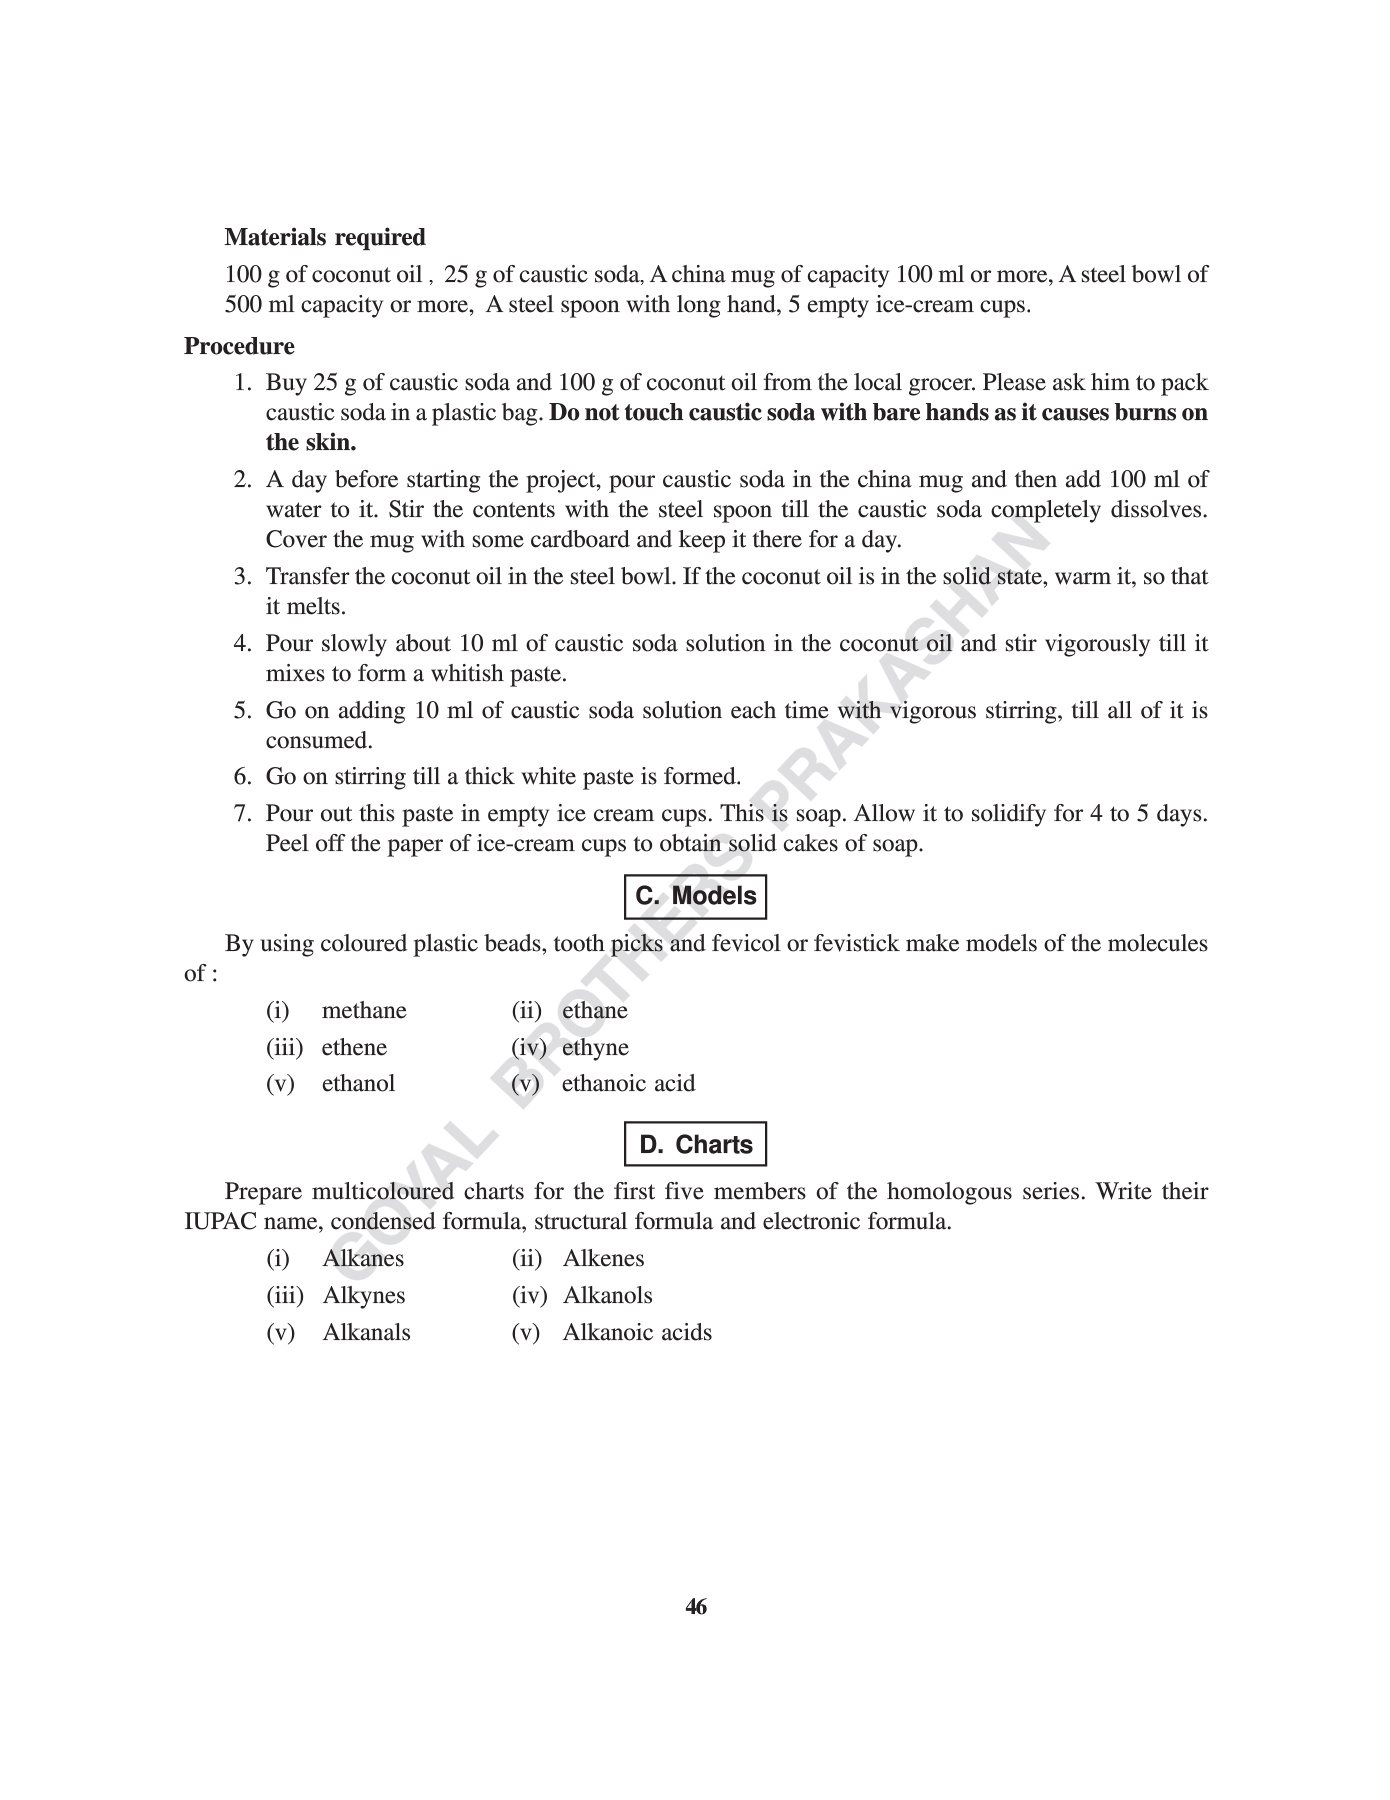 Materials required
100 g of coconut oil , 25 g of caustic soda, A china mug of capacity 100 ml or more, A steel bowl of
500 ml capacity or more, A steel spoon with long hand, 5 empty ice-cream cups.
Procedure
1. Buy 25 g of caustic soda and 100 g of coconut oil from the local grocer. Please ask him to pack
caustic soda in a plastic bag. Do not touch caustic soda with bare hands as it causes burns on
the skin.
2. A day before starting the project, pour caustic soda in the china mug and then add 100 ml of
water to it. Stir the contents with the steel spoon till the caustic soda completely dissolves.
Cover the mug with some cardboard and keep it there for a day.
3. Transfer the coconut oil in the steel bowl. If the coconut oil is in the solid state, warm it, so that
it melts.
4. Pour slowly about 10 ml of caustic soda solution in the coconut oil and stir vigorously till it
mixes to form a whitish paste.
5. Go on adding 10 ml of caustic soda solution each time with vigorous stirring, till all of it is
consumed.
6. Go on stirring till a thick white paste is formed.
7. Pour out this paste in empty ice cream cups. This is soap. Allow it to solidify for 4 to 5 days.
Peel off the paper of ice-cream cups to obtain solid cakes of soap.
C. Models
By using coloured plastic beads, tooth picks and fevicol or fevistick make models of the molecules
of :
(i) methane (ii) ethane
(iii) ethene (iv) ethyne
(v) ethanol (v) ethanoic acid
D. Charts
Prepare multicoloured charts for the first five members of the homologous series. Write their
IUPAC name, condensed formula, structural formula and electronic formula.
(i) Alkanes (ii) Alkenes
(iii) Alkynes (iv) Alkanols
(v) Alkanals (v) Alkanoic acids
46
GOYAL BROTHERS PRAKASHAN